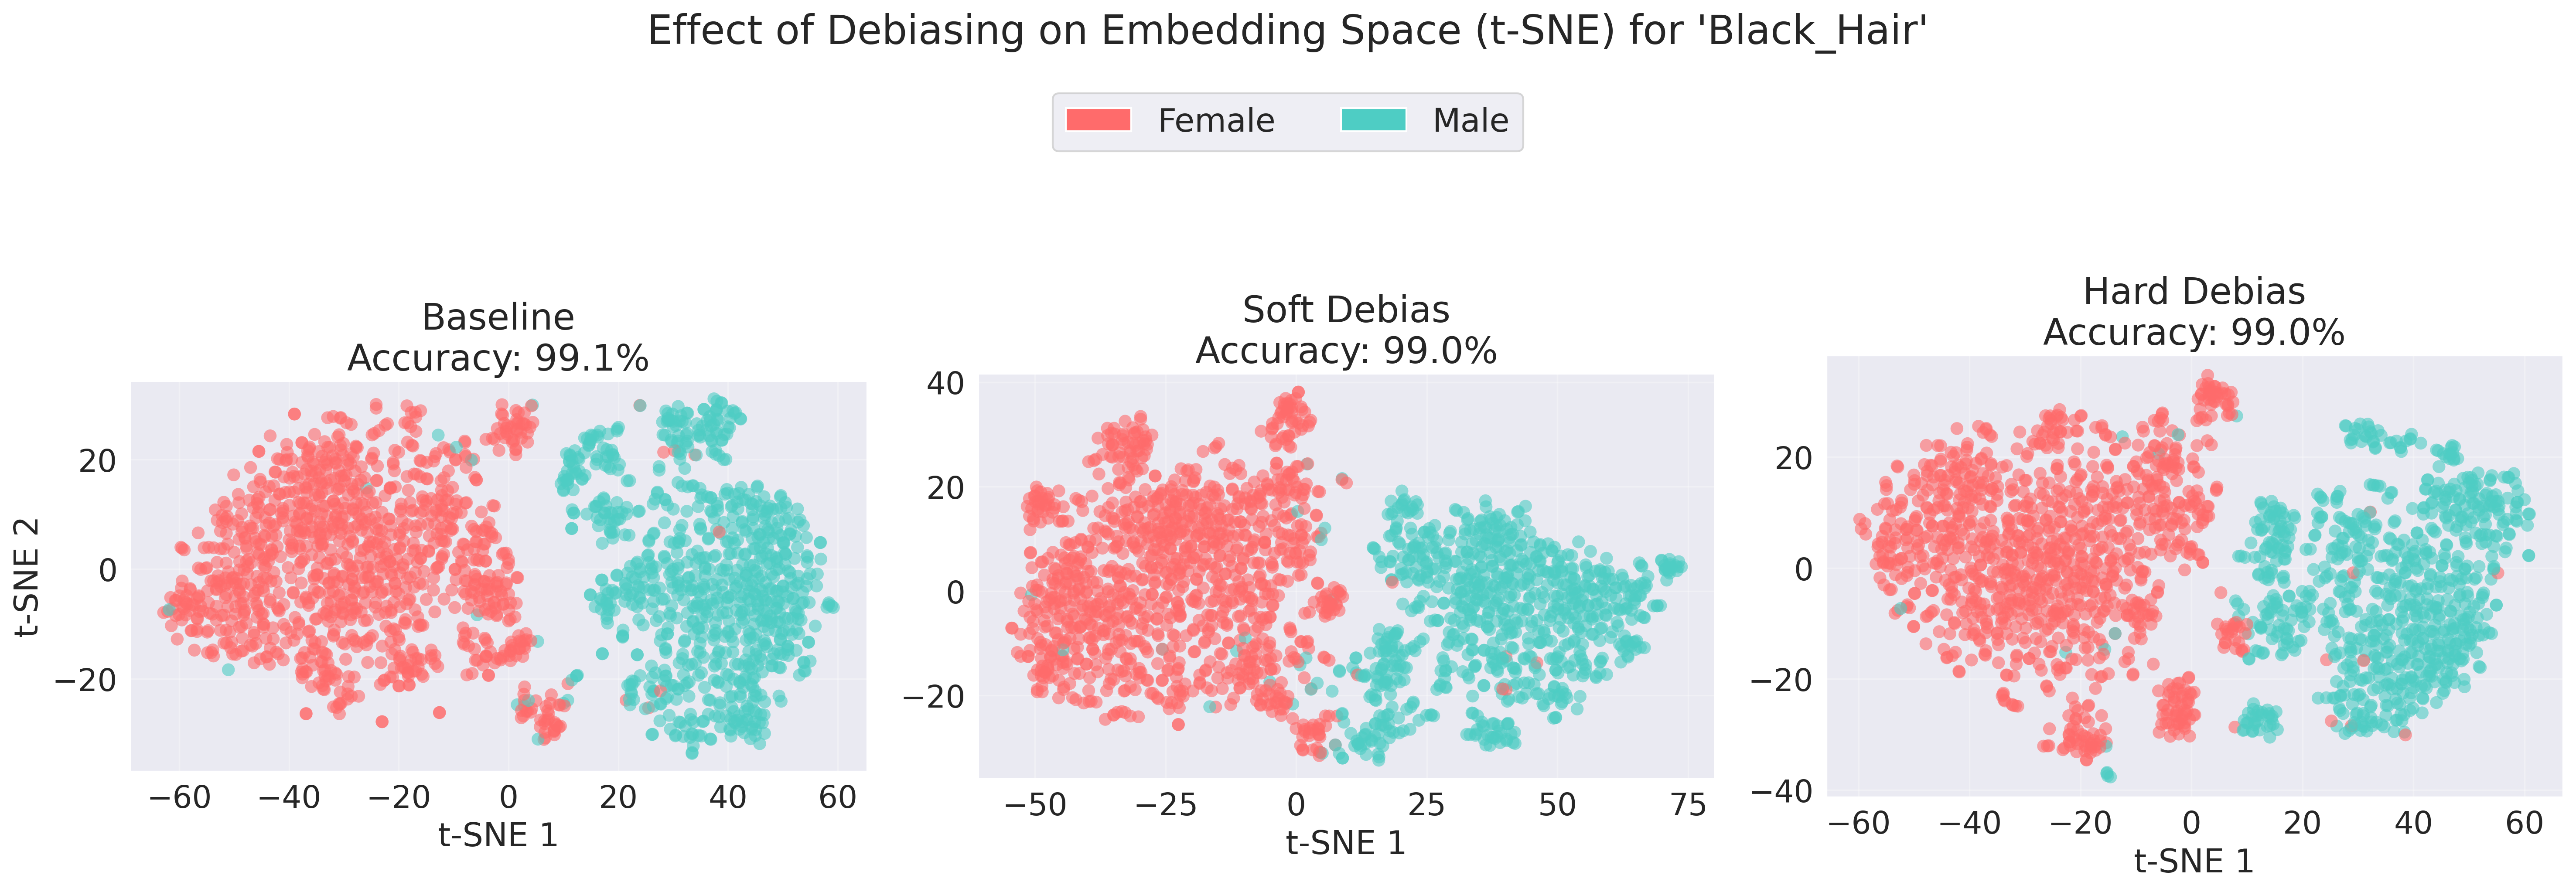 Effect of Debiasing on Embedding Space (t-SNE) for 'Black_Hair'
Female Male
Baseline
Accuracy: 99.1%
t-SNE 2
20
0
−20
−60 −40 −20 0 20 40 60
t-SNE 1
Soft Debias
Accuracy: 99.0%
40
20
0
−20
−50 −25 0 25 50 75
t-SNE 1
Hard Debias
Accuracy: 99.0%
20
0
−20
−40
−60 −40 −20 0 20 40 60
t-SNE 1